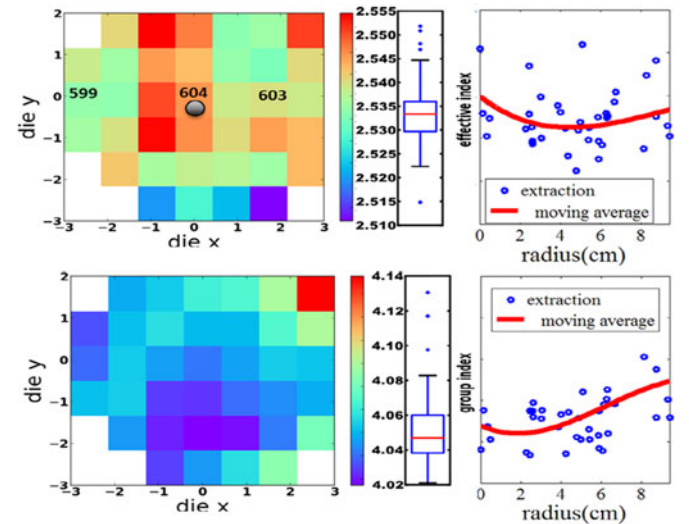 die y
2
1
0
-1
-2
-3
599
604
603
-3 -2 -1 0 1 2 3
die x
2.555
2.550
2.545
2.540
2.535
2.530
2.525
2.520
2.515
2.510
effective index
extraction
moving average
0 2 4 6 8
radius(cm)
die y
2
1
0
-1
-2
-3
-3 -2 -1 0 1 2 3
die x
4.14
4.12
4.10
4.08
4.06
4.04
4.02
group index
extraction
moving average
0 2 4 6 8
radius(cm)